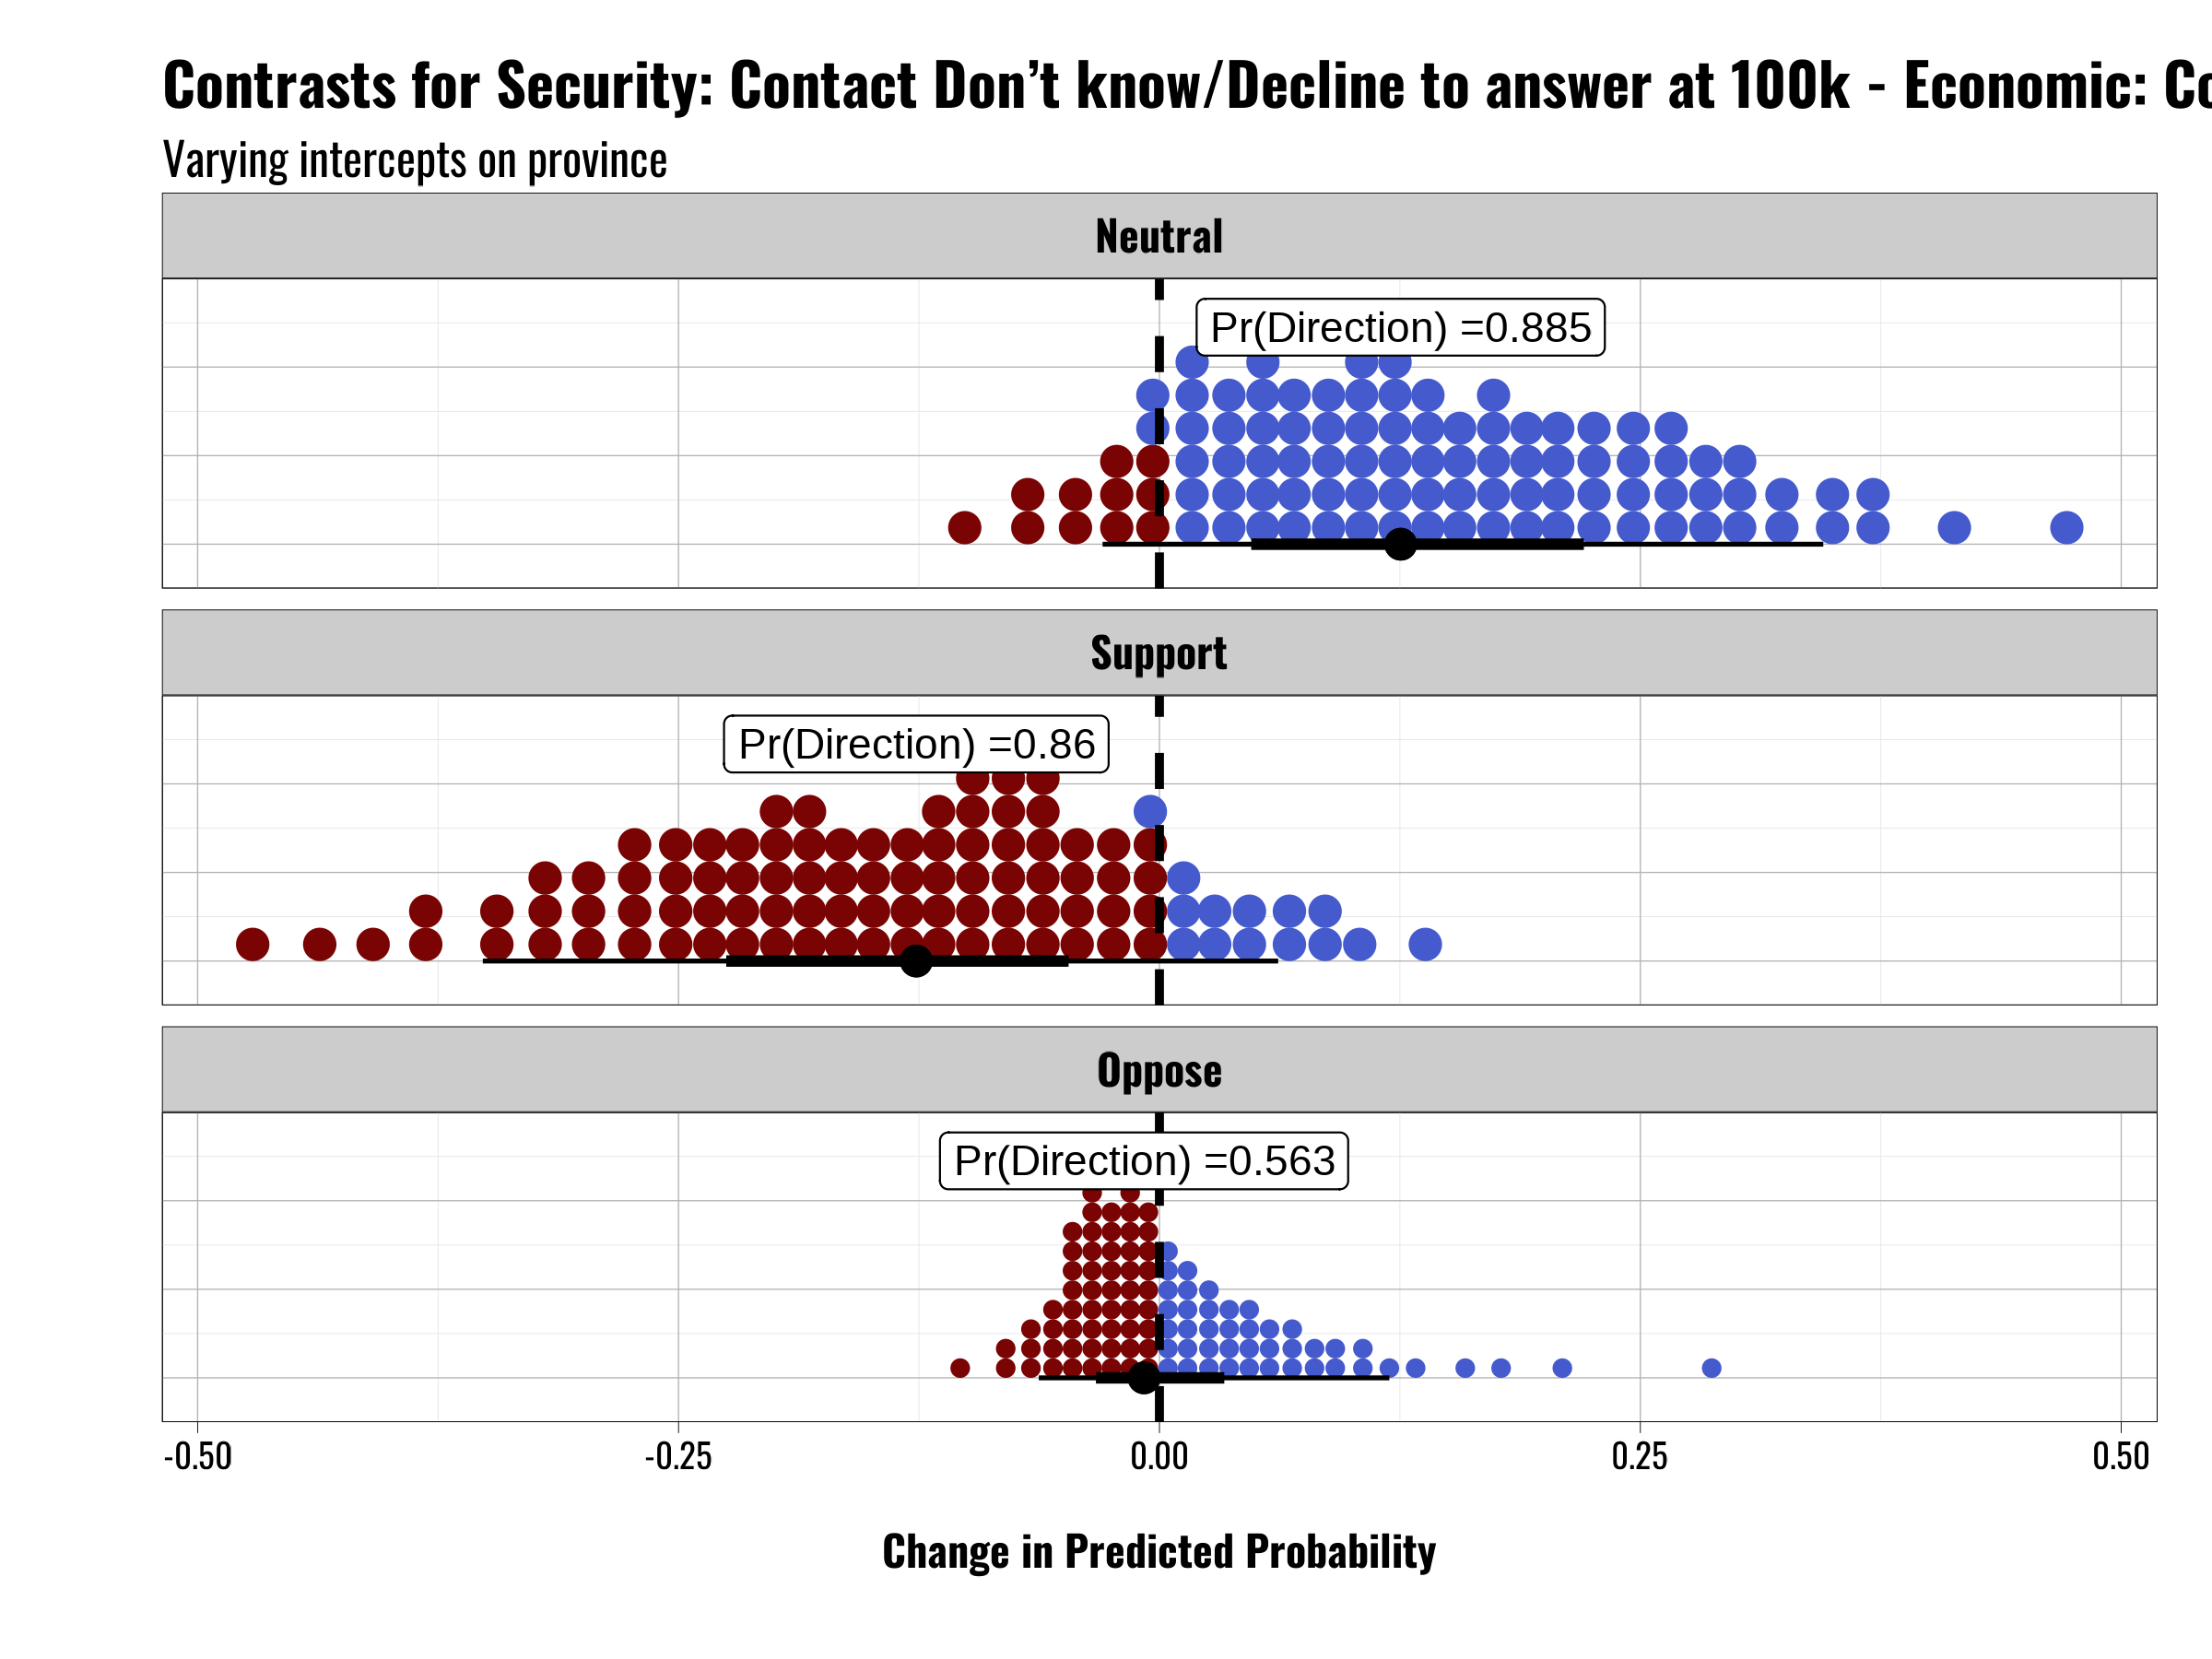 Contrasts for Security: Contact Don’t know/Decline to answer at 100k - Economic:
Varying intercepts on province
Neutral
Pr(Direction) =0.885
Support
Pr(Direction) =0.86
Oppose
Pr(Direction) =0.563
-0.50 -0.25 0.00 0.25 0.50
Change in Predicted Probability